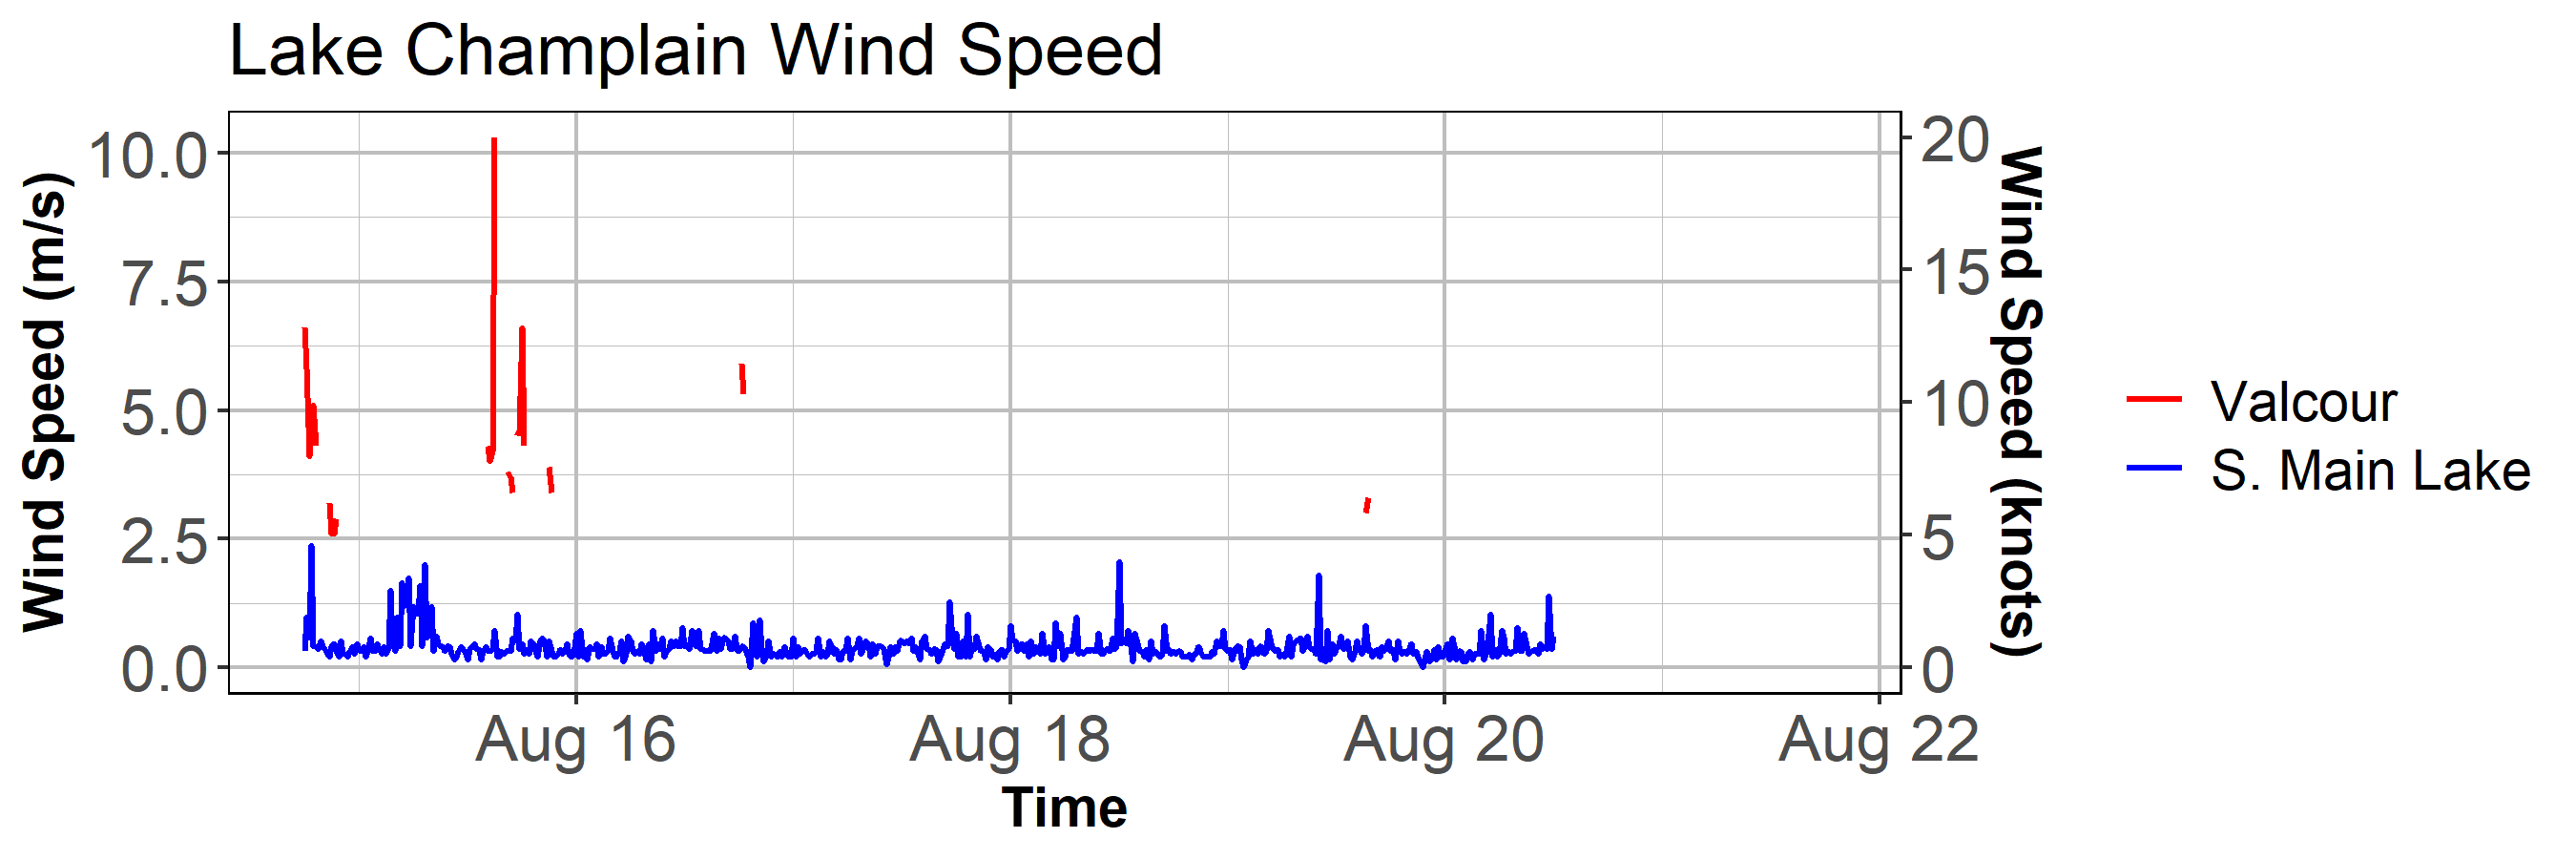 Lake Champlain Wind Speed
Wind Speed (m/s)
10.0
7.5
5.0
2.5
0.0
20
15
10
5
0
Wind Speed (knots)
Aug 16
Aug 18
Aug 20
Aug 22
Time
Valcour
S. Main Lake